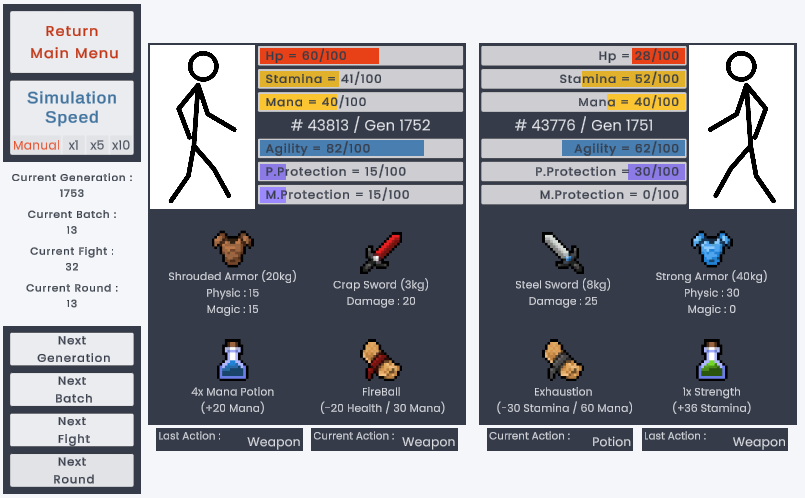 Return
Main Menu
Simulation
Speed
Manual x1 x5 x10
Current Generation :
1753
Current Batch :
13
Current Fight :
32
Current Round :
13
Next
Generation
Next
Batch
Next
Fight
Next
Round
Hp = 60/100
Stamina = 41/100
Mana = 40/100
# 43813 / Gen 1752
Agility = 82/100
P.Protection = 15/100
M.Protection = 15/100
Shrouded Armor (20kg)
Physic : 15
Magic : 15
Crap Sword (3kg)
Damage : 20
4x Mana Potion
(+20 Mana)
FireBall
(-20 Health / 30 Mana)
Last Action :
Weapon
Current Action :
Weapon
Hp = 28/100
Stamina = 52/100
Mana = 40/100
# 43776 / Gen 1751
Agility = 62/100
P.Protection = 30/100
M.Protection = 0/100
Steel Sword (8kg)
Damage : 25
Strong Armor (40kg)
Physic : 30
Magic : 0
Exhaustion
(-30 Stamina / 60 Mana)
1x Strength
(+36 Stamina)
Current Action :
Potion
Last Action :
Weapon